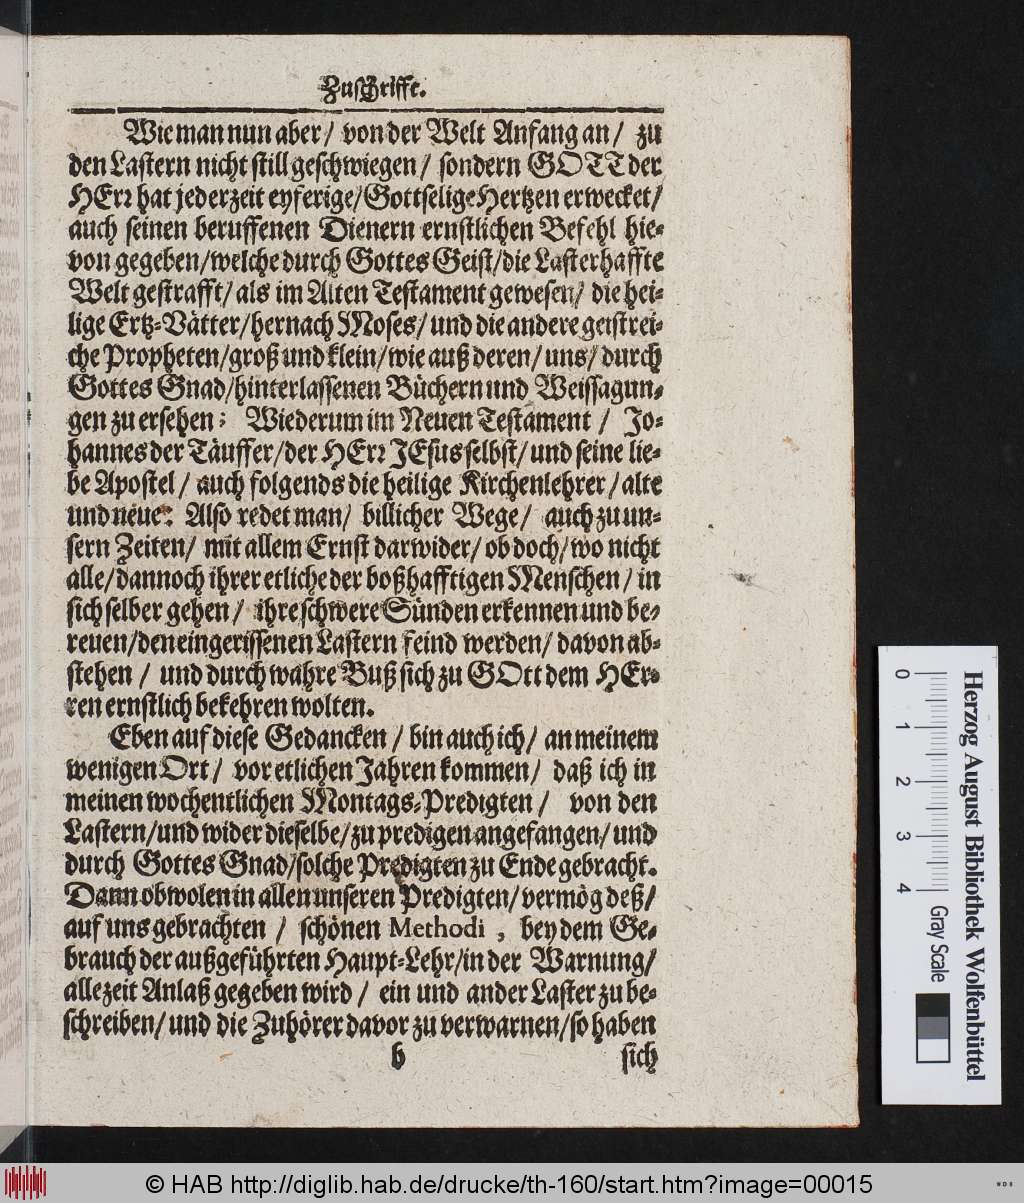 Zuschrifft.
Wie man nun aber/ von der Welt Anfang an/ zu
den Lastern nicht still geschwiegen/ sondern GOTT der
HErꝛ hat jederzeit eyferige/Gottselige Hertzen erwecket/
auch seinen beruffenen Dienern ernstlichen Befehl hie-
von gegeben/welche durch Gottes Geist/die Lasterhaffte
Welt gestrafft/ als im Alten Testament gewesen/ die hei-
lige Ertz-Vätter/hernach Moses/ und die andere geistrei-
che Propheten/groß und klein/wie auß deren/ uns/ durch
Gottes Gnad/hinterlassenen Büchern und Weissagun-
gen zu ersehen: Wiederum im Neuen Testament / Jo-
hannes der Täuffer/der HErꝛ JEsus selbst/ und seine lie-
be Apostel/ auch folgends die heilige Kirchenlehrer/ alte
und neue: Also redet man/ billicher Wege/ auch zu un-
sern Zeiten/ mit allem Ernst darwider/ ob doch/wo nicht
alle/dannoch ihrer etliche der boßhafftigen Menschen/ in
sich selber gehen/ ihre schwere Sünden erkennen und be-
reuen/den eingerissenen Lastern feind werden/ davon ab-
stehen / und durch wahre Buß sich zu GOtt dem HEr-
ren ernstlich bekehren wolten.
Eben auf diese Gedancken/ bin auch ich/ an meinem
wenigen Ort/ vor etlichen Jahren kommen/ daß ich in
meinen wochentlichen Montags-Predigten/ von den
Lastern/und wider dieselbe/zu predigen angefangen/ und
durch Gottes Gnad/solche Predigten zu Ende gebracht.
Dann obwolen in allen unseren Predigten/vermög deß/
auf uns gebrachten / schönen Methodi, bey dem Ge-
brauch der außgeführten Haupt-Lehr/in der Warnung/
allezeit Anlaß gegeben wird / ein und ander Laster zu be-
schreiben/ und die Zuhörer davor zu verwarnen/so haben
b
sich
Herzog August Bibliothek Wolfenbüttel
0 1 2 3 4 Gray Scale
© HAB http://diglib.hab.de/drucke/th-160/start.htm?image=00015